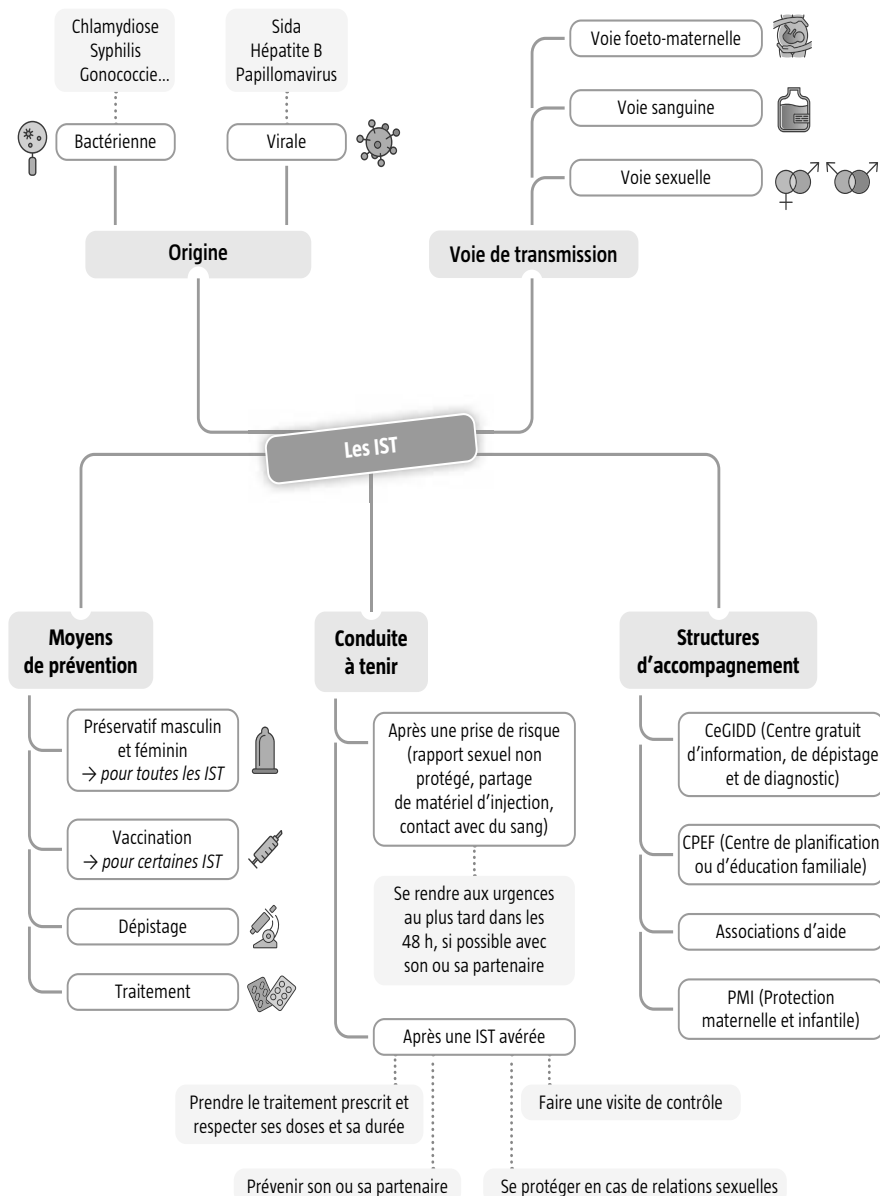 Chlamydiose
Syphilis
Gonococcie...
Sida
Hépatite B
Papillomavirus
Bactérienne
Virale
Origine
Voie foeto-maternelle
Voie sanguine
Voie sexuelle
Voie de transmission
Les IST
Moyens
de prévention
Préservatif masculin
et féminin
→ pour toutes les IST
Vaccination
→ pour certaines IST
Dépistage
Traitement
Conduite
à tenir
Après une prise de risque
(rapport sexuel non
protégé, partage
de matériel d'injection,
contact avec du sang)
Se rendre aux urgences
au plus tard dans les
48 h, si possible avec
son ou sa partenaire
Après une IST avérée
Prendre le traitement prescrit et
respecter ses doses et sa durée
Faire une visite de contrôle
Prévenir son ou sa partenaire
Se protéger en cas de relations sexuelles
Structures
d'accompagnement
CeGIDD (Centre gratuit
d'information, de dépistage
et de diagnostic)
CPEF (Centre de planification
ou d'éducation familiale)
Associations d'aide
PMI (Protection
maternelle et infantile)